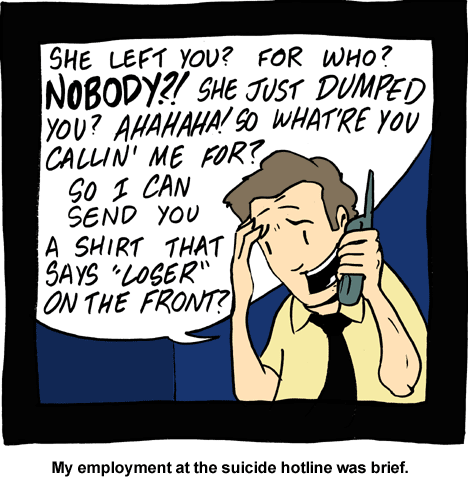 SHE LEFT YOU? FOR WHO?
NOBODY?! SHE JUST DUMPED
YOU? AHAHAHA! SO WHAT'RE YOU
CALLIN' ME FOR?
SO I CAN
SEND YOU
A SHIRT THAT
SAYS "LOSER"
ON THE FRONT?
My employment at the suicide hotline was brief.